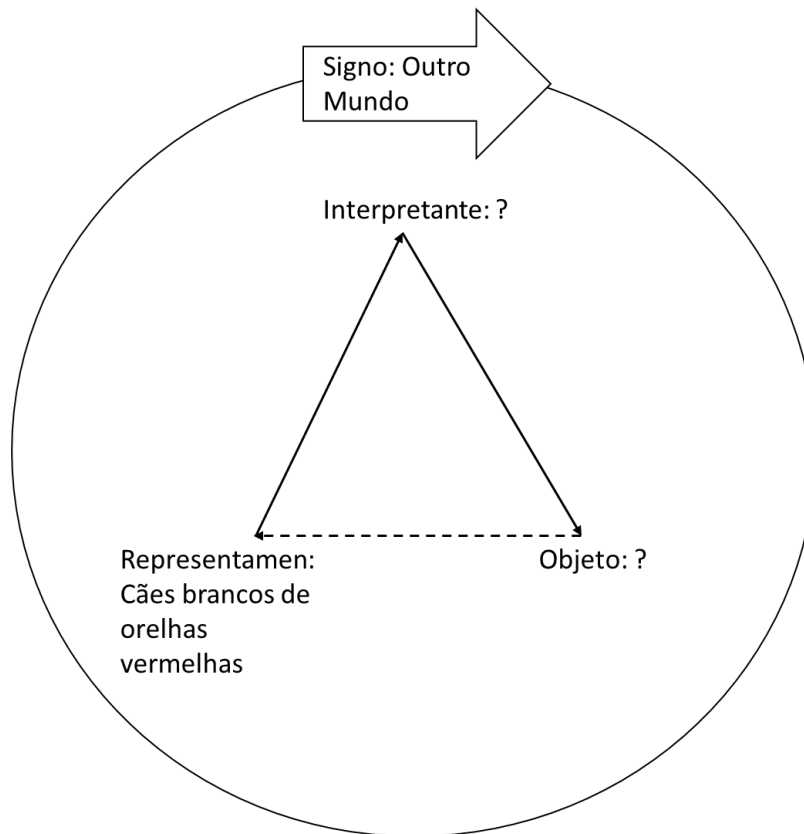 Signo: Outro
Mundo
Interpretante: ?
Representamen:
Cães brancos de
orelhas
vermelhas
Objeto: ?